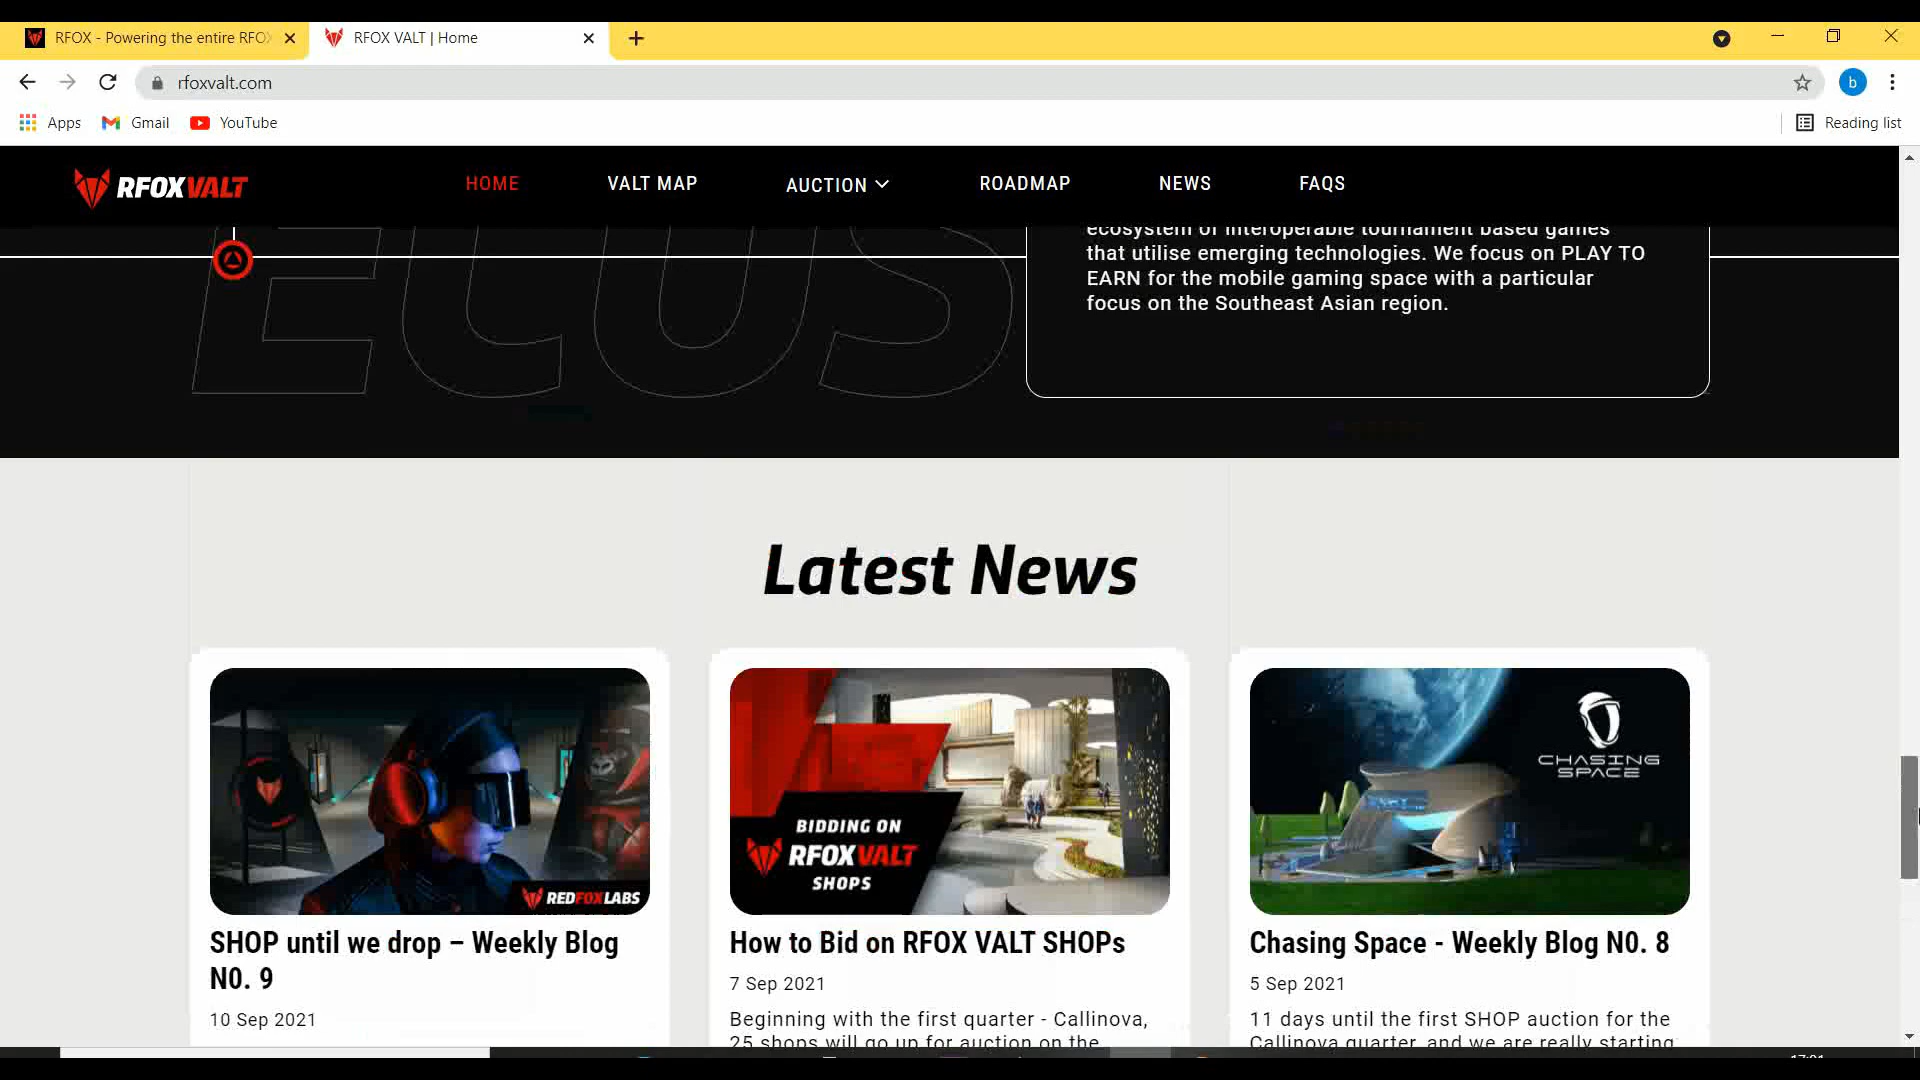 RFOX - Powering the entire RFOX
RFOX VALT | Home
rfoxvalt.com
b
Apps
Gmail
YouTube
Reading list
RFOXVALT
HOME
VALT MAP
AUCTION
ROADMAP
NEWS
FAQS
ECOS
ecosystem of interoperable tournament based games
that utilise emerging technologies. We focus on PLAY TO
EARN for the mobile gaming space with a particular
focus on the Southeast Asian region.
Latest News
REDFOXLABS
BIDDING ON
RFOXVALT
SHOPS
CHASING
SPACE
SHOP until we drop – Weekly Blog
N0. 9
10 Sep 2021
How to Bid on RFOX VALT SHOPs
7 Sep 2021
Beginning with the first quarter - Callinova,
25 shops will go up for auction on the
Chasing Space - Weekly Blog N0. 8
5 Sep 2021
11 days until the first SHOP auction for the
Callinova quarter, and we are really starting